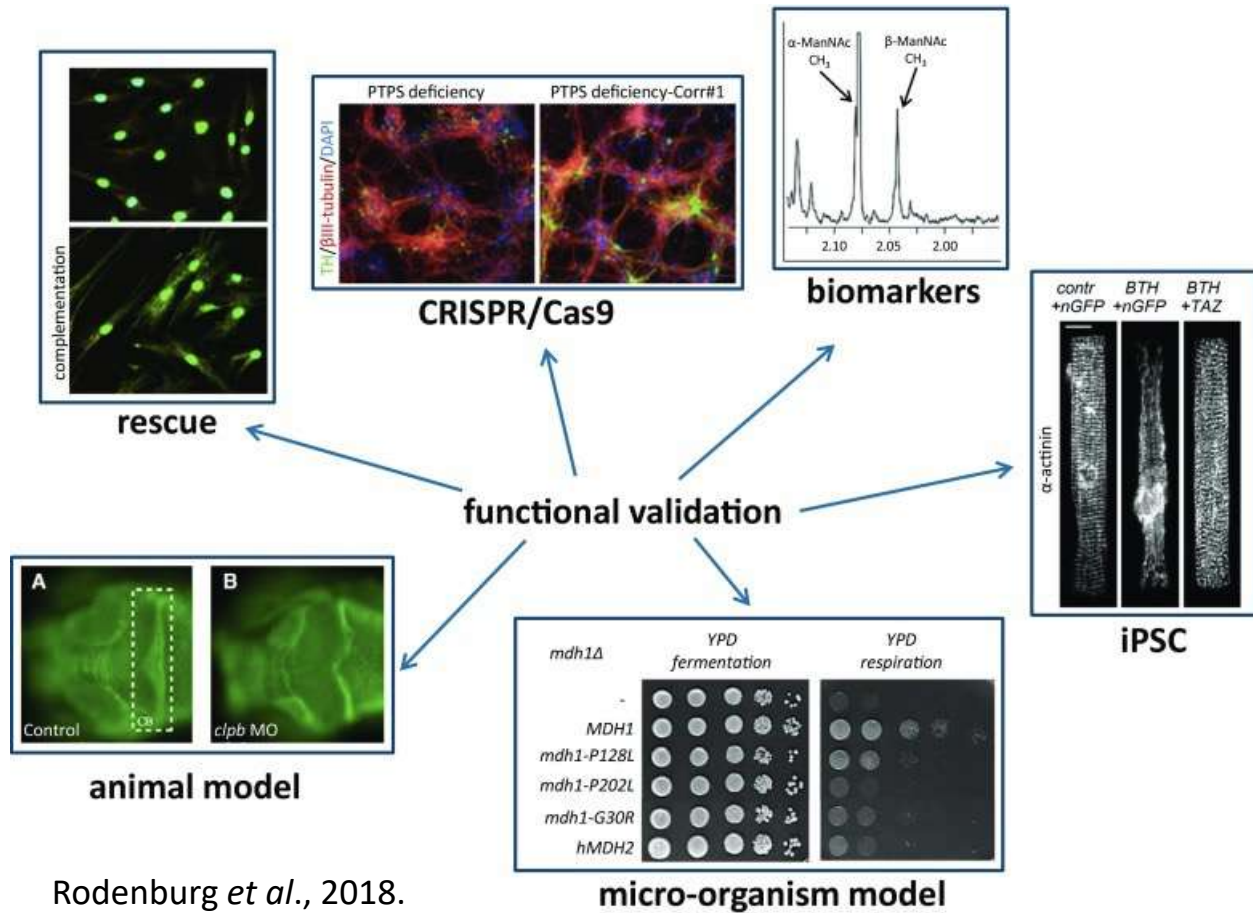 complementation
rescue
PTPS deficiency
PTPS deficiency-Corr#1
TH/βIII-tubulin/DAPI
CRISPR/Cas9
α-ManNAc
CH₃
β-ManNAc
CH₃
2.10
2.05
2.00
biomarkers
contr
+nGFP
BTH
+nGFP
BTH
+TAZ
α-actinin
iPSC
functional validation
A
B
CB
Control
clpb MO
animal model
mdh1Δ
YPD
fermentation
YPD
respiration
-
MDH1
mdh1-P128L
mdh1-P202L
mdh1-G30R
hMDH2
micro-organism model
Rodenburg et al., 2018.